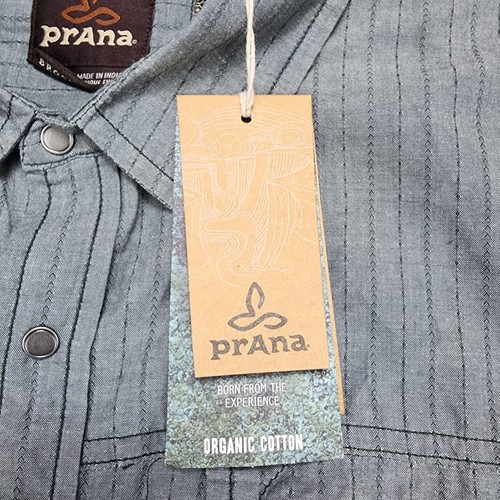 prAna
MADE IN INDIA
prAna
BORN FROM THE
EXPERIENCE
ORGANIC COTTON